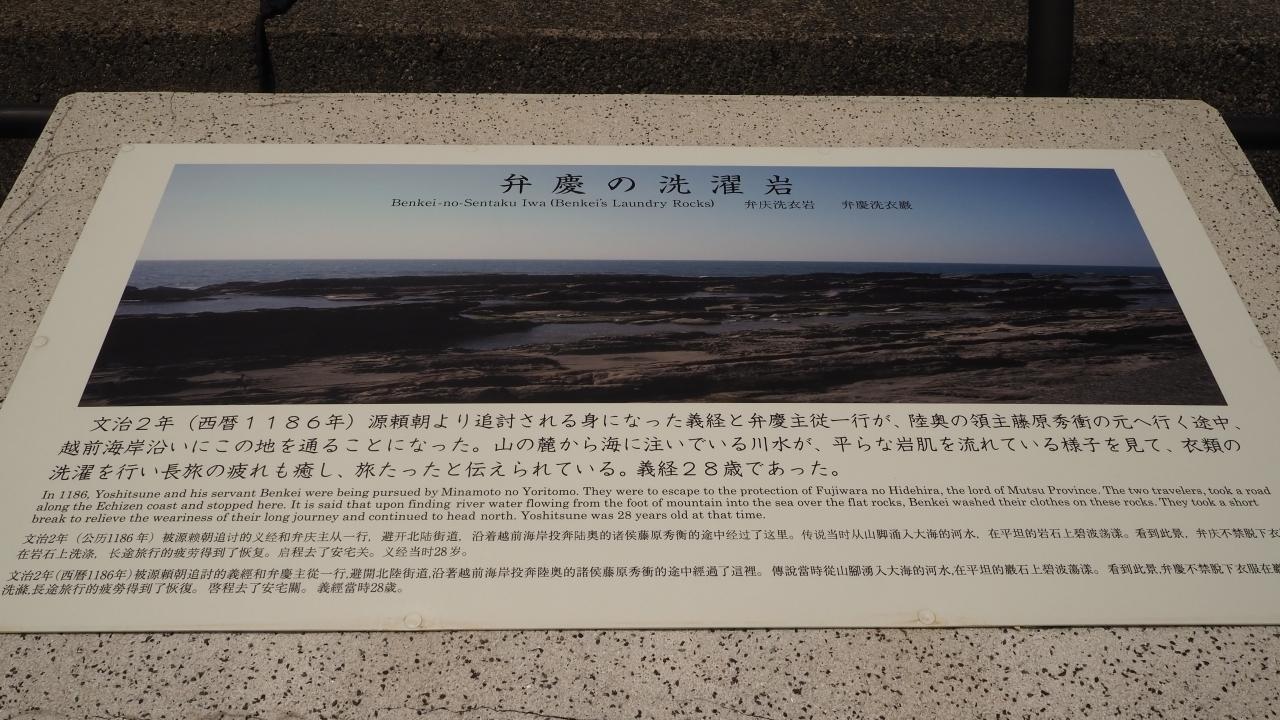 弁慶の洗濯岩
Benkei-no-Sentaku Iwa (Benkei's Laundry Rocks) 弁庆洗衣岩 弁慶洗衣巖
文治２年（西暦１１８６年）源頼朝より追討される身になった義経と弁慶主従一行が、陸奥の領主藤原秀衡の元へ行く途中、
越前海岸沿いにこの地を通ることになった。山の麓から海に注いでいる川水が、平らな岩肌を流れている様子を見て、衣類の
洗濯を行い長旅の疲れも癒し、旅たったと伝えられている。義経２８歳であった。
In 1186, Yoshitsune and his servant Benkei were being pursued by Minamoto no Yoritomo. They were to escape to the protection of Fujiwara no Hidehira, the lord of Mutsu Province. The two travelers, took a road
along the Echizen coast and stopped here. It is said that upon finding river water flowing from the foot of mountain into the sea over the flat rocks, Benkei washed their clothes on these rocks. They took a short
break to relieve the weariness of their long journey and continued to head north. Yoshitsune was 28 years old at that time.
文治2年（公历1186年）被源赖朝追讨的义经和弁庆主从一行，避开北陆街道，沿着越前海岸投奔陆奥的诸侯藤原秀衡的途中经过了这里。传说当时从山脚涌入大海的河水，在平坦的岩石上碧波荡漾。看到此景，弁庆不禁脱下衣
在岩石上洗涤，长途旅行的疲劳得到了恢复。启程去了安宅关。义经当时28岁。
文治2年(西曆1186年)被源頼朝追討的義經和弁慶主從一行,避開北陸街道,沿著越前海岸投奔陸奥的諸侯藤原秀衡的途中經過了這裡。傳說當時從山腳湧入大海的河水,在平坦的巖石上碧波蕩漾。看到此景,弁慶不禁脫下衣服在巖
洗滌,長途旅行的疲勞得到了恢復。啓程去了安宅關。義經當時28歳。